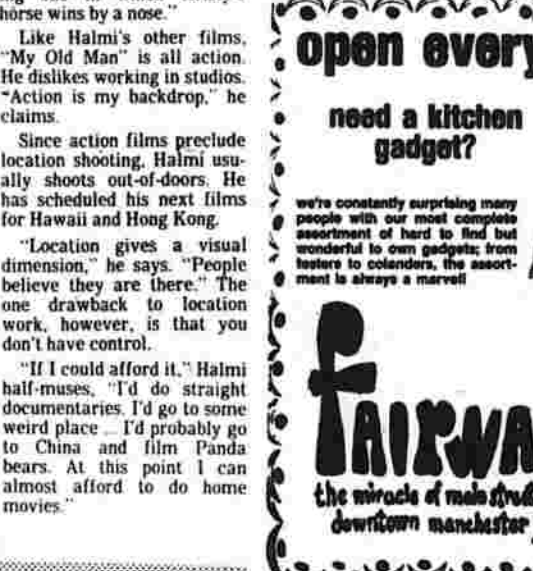 horse wins by a nose."
Like Halmi's other films,
"My Old Man" is all action.
He dislikes working in studios.
"Action is my backdrop," he
claims.
Since action films preclude
location shooting, Halmi usu-
ally shoots out-of-doors. He
has scheduled his next films
for Hawaii and Hong Kong.
"Location gives a visual
dimension," he says. "People
believe they are there." The
one drawback to location
work, however, is that you
don't have control.
"If I could afford it," Halmi
half-muses, "I'd do straight
documentaries. I'd go to some
weird place ... I'd probably go
to China and film Panda
bears. At this point I can
almost afford to do home
movies."
open every
need a kitchen
gadget?
we're constantly surprising many
people with our most complete
assortment of hard to find but
wonderful to own gadgets; from
testers to colanders, the assort-
ment is always a marvel!
fairwa
the miracle of main stre
downtown manchester